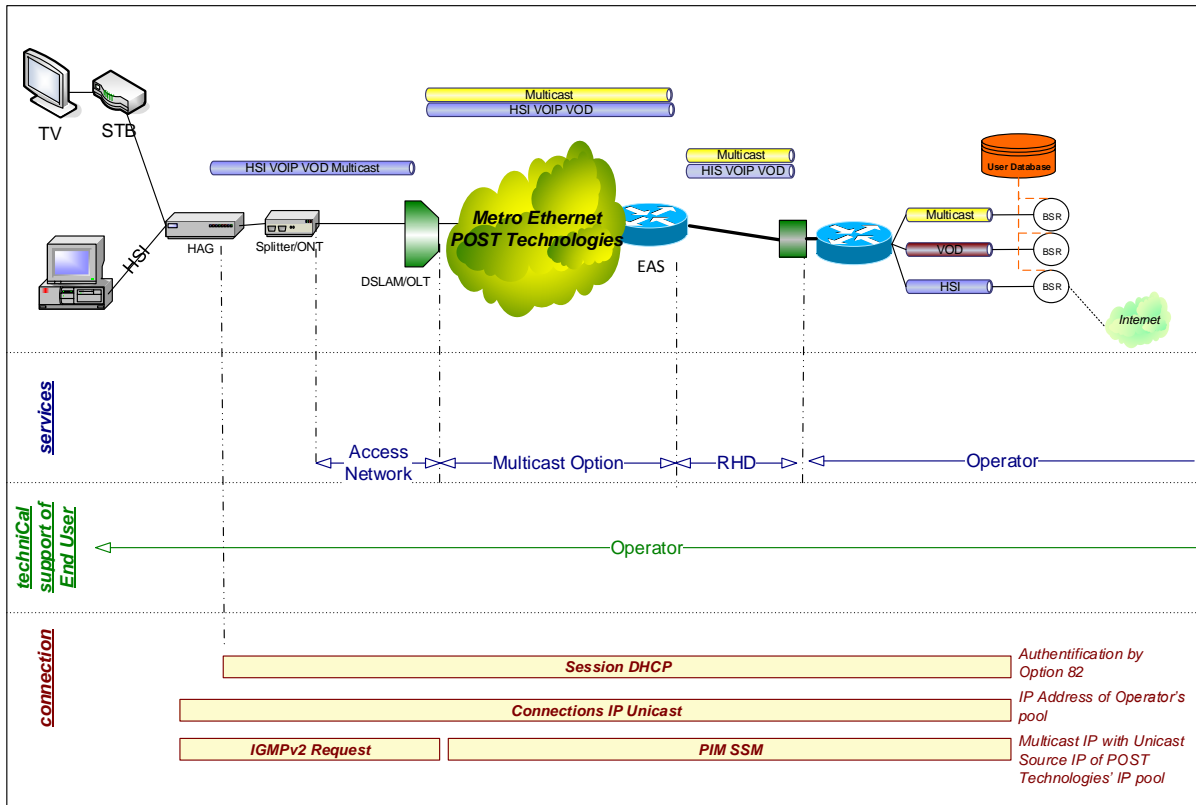 Multicast
HSI VOIP VOD
TV
STB
HSI VOIP VOD Multicast
Multicast
HIS VOIP VOD
User Database
Metro Ethernet
POST Technologies
Multicast
BSR
HAG
Splitter/ONT
HSI
DSLAM/OLT
EAS
VOD
BSR
HSI
BSR
Internet
services
Access
Network
Multicast Option
RHD
Operator
techniCal
support of
End User
Operator
connection
Session DHCP
Authentification by
Option 82
Connections IP Unicast
IP Address of Operator's
pool
IGMPv2 Request
PIM SSM
Multicast IP with Unicast
Source IP of POST
Technologies' IP pool